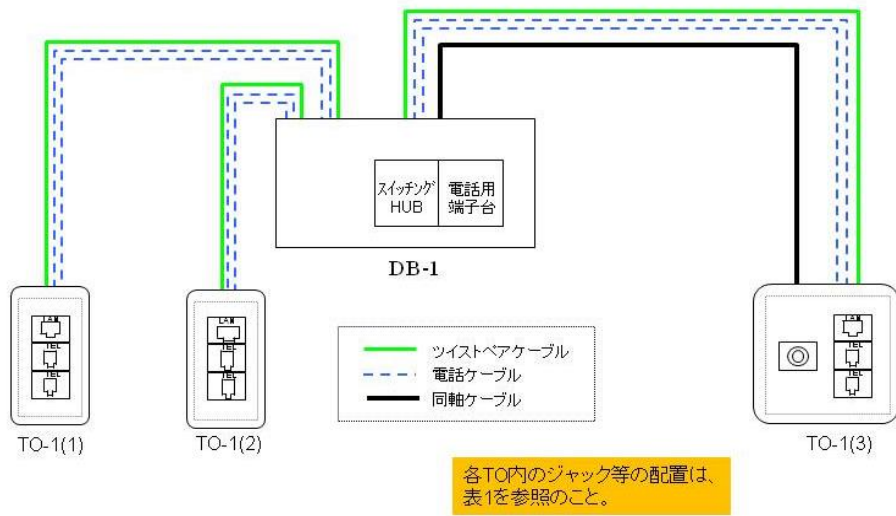 スイッチング
HUB
電話用
端子台
DB-1
LAN
TEL
TEL
TO-1(1)
LAN
TEL
TEL
TO-1(2)
ツイストペアケーブル
電話ケーブル
同軸ケーブル
LAN
TEL
TEL
TO-1(3)
各TO内のジャック等の配置は、
表1を参照のこと。